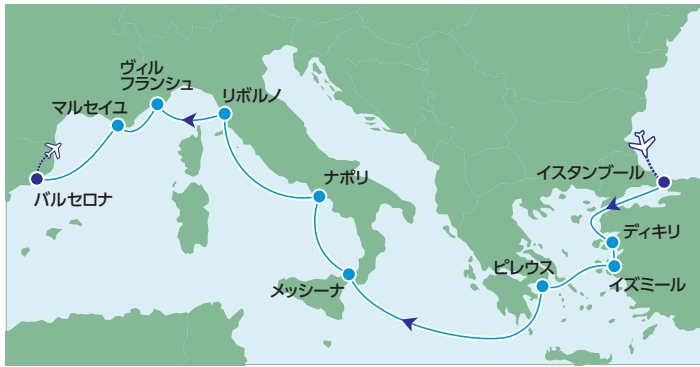 ヴィル
フランシュ
マルセイユ
リボルノ
バルセロナ
ナポリ
イスタンブール
ディキリ
ピレウス
イズミール
メッシーナ